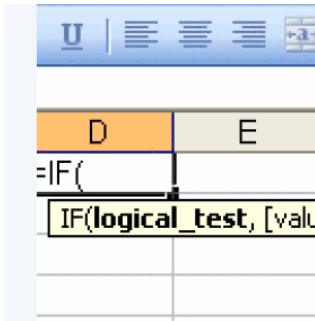 U
a
D E
=IF(
IF(logical_test, [valu